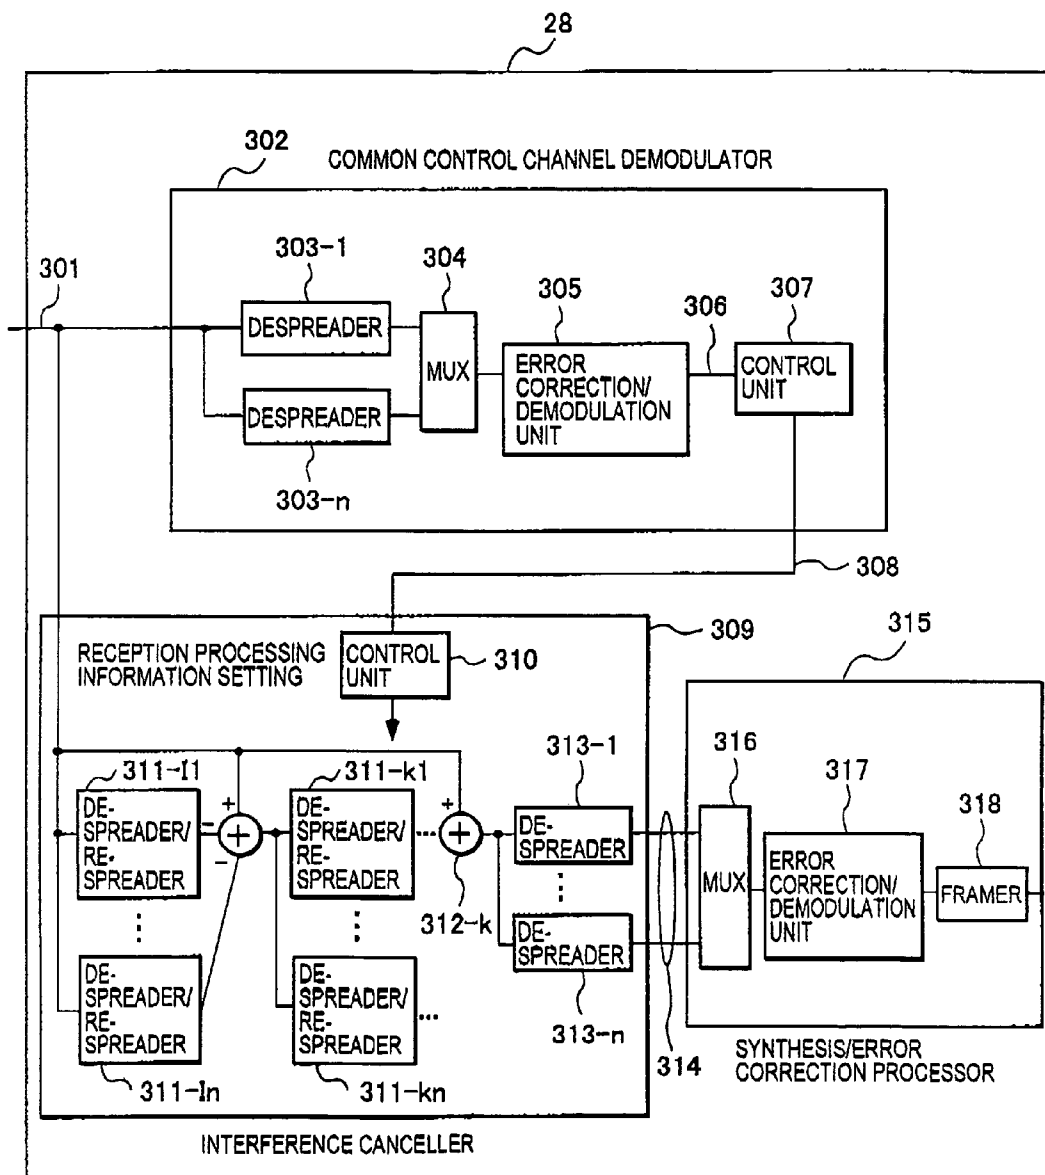 28
302
COMMON CONTROL CHANNEL DEMODULATOR
301
303-1
304
305
306
307
DESPREADER
MUX
ERROR
CORRECTION/
DEMODULATION
UNIT
CONTROL
UNIT
DESPREADER
303-n
308
309
RECEPTION PROCESSING
INFORMATION SETTING
CONTROL
UNIT
310
315
311-I1
311-k1
313-1
316
317
318
+
DE-
SPREADER/
RE-
SPREADER
-
+
-
DE-
SPREADER/
RE-
SPREADER
...
+
+
DE-
SPREADER
312-k
MUX
ERROR
CORRECTION/
DEMODULATION
UNIT
FRAMER
DE-
SPREADER/
RE-
SPREADER
DE-
SPREADER/
RE-
SPREADER
...
DE-
SPREADER
313-n
314
311-In
311-kn
SYNTHESIS/ERROR
CORRECTION PROCESSOR
INTERFERENCE CANCELLER